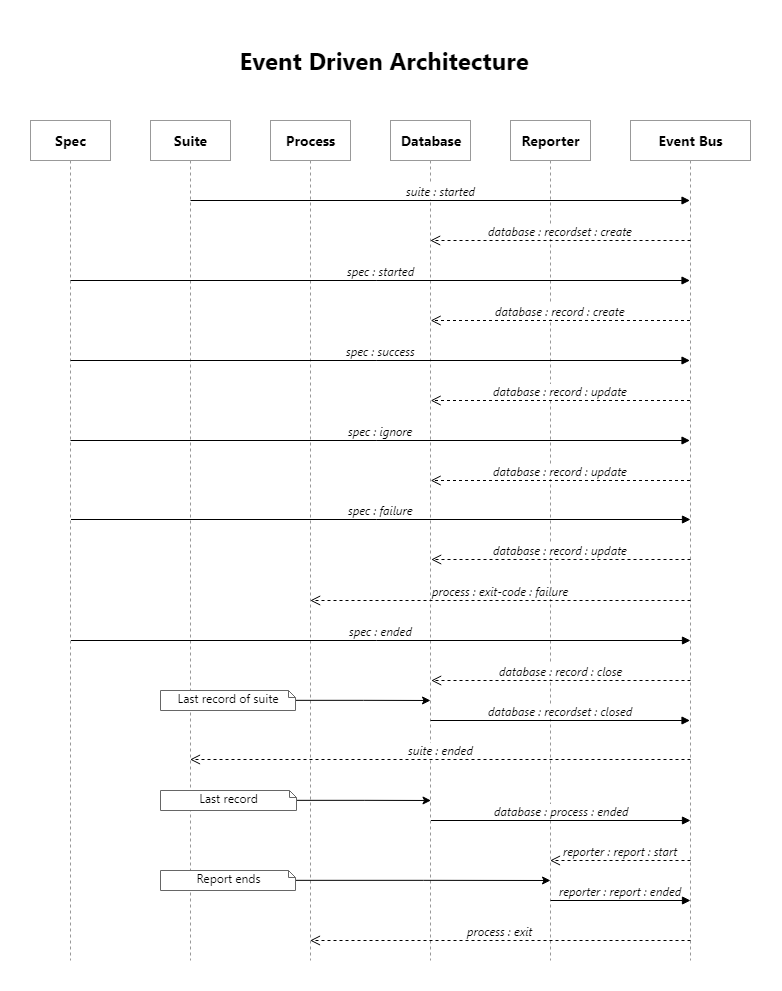 Event Driven Architecture
Spec
Suite
Process
Database
Reporter
Event Bus
suite : started
database : recordset : create
spec : started
database : record : create
spec : success
database : record : update
spec : ignore
database : record : update
spec : failure
database : record : update
process : exit-code : failure
spec : ended
database : record : close
Last record of suite
database : recordset : closed
suite : ended
Last record
database : process : ended
reporter : report : start
Report ends
reporter : report : ended
process : exit